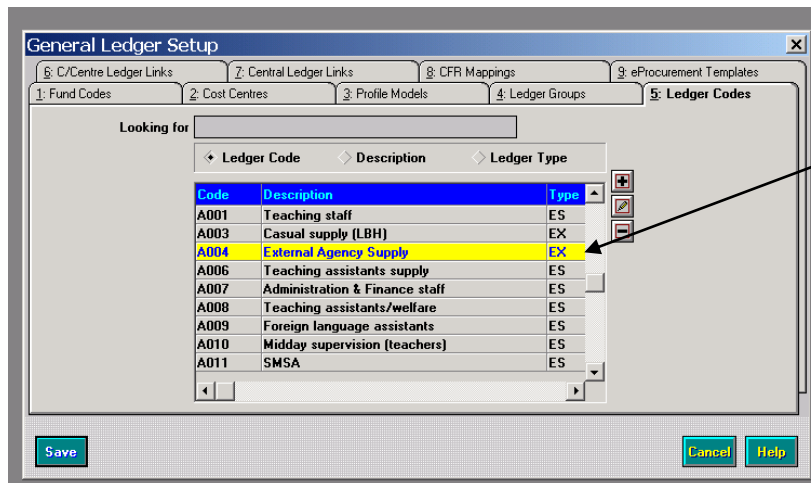 General Ledger Setup
6: C/Centre Ledger Links 7: Central Ledger Links 8: CFR Mappings 9: eProcurement Templates
1: Fund Codes 2: Cost Centres 3: Profile Models 4: Ledger Groups 5: Ledger Codes
Looking for
Ledger Code Description Ledger Type
Code Description Type
A001 Teaching staff ES
A003 Casual supply (LBH) EX
A004 External Agency Supply EX
A006 Teaching assistants supply ES
A007 Administration & Finance staff ES
A008 Teaching assistants/welfare ES
A009 Foreign language assistants ES
A010 Midday supervision (teachers) ES
A011 SMSA ES
Save Cancel Help